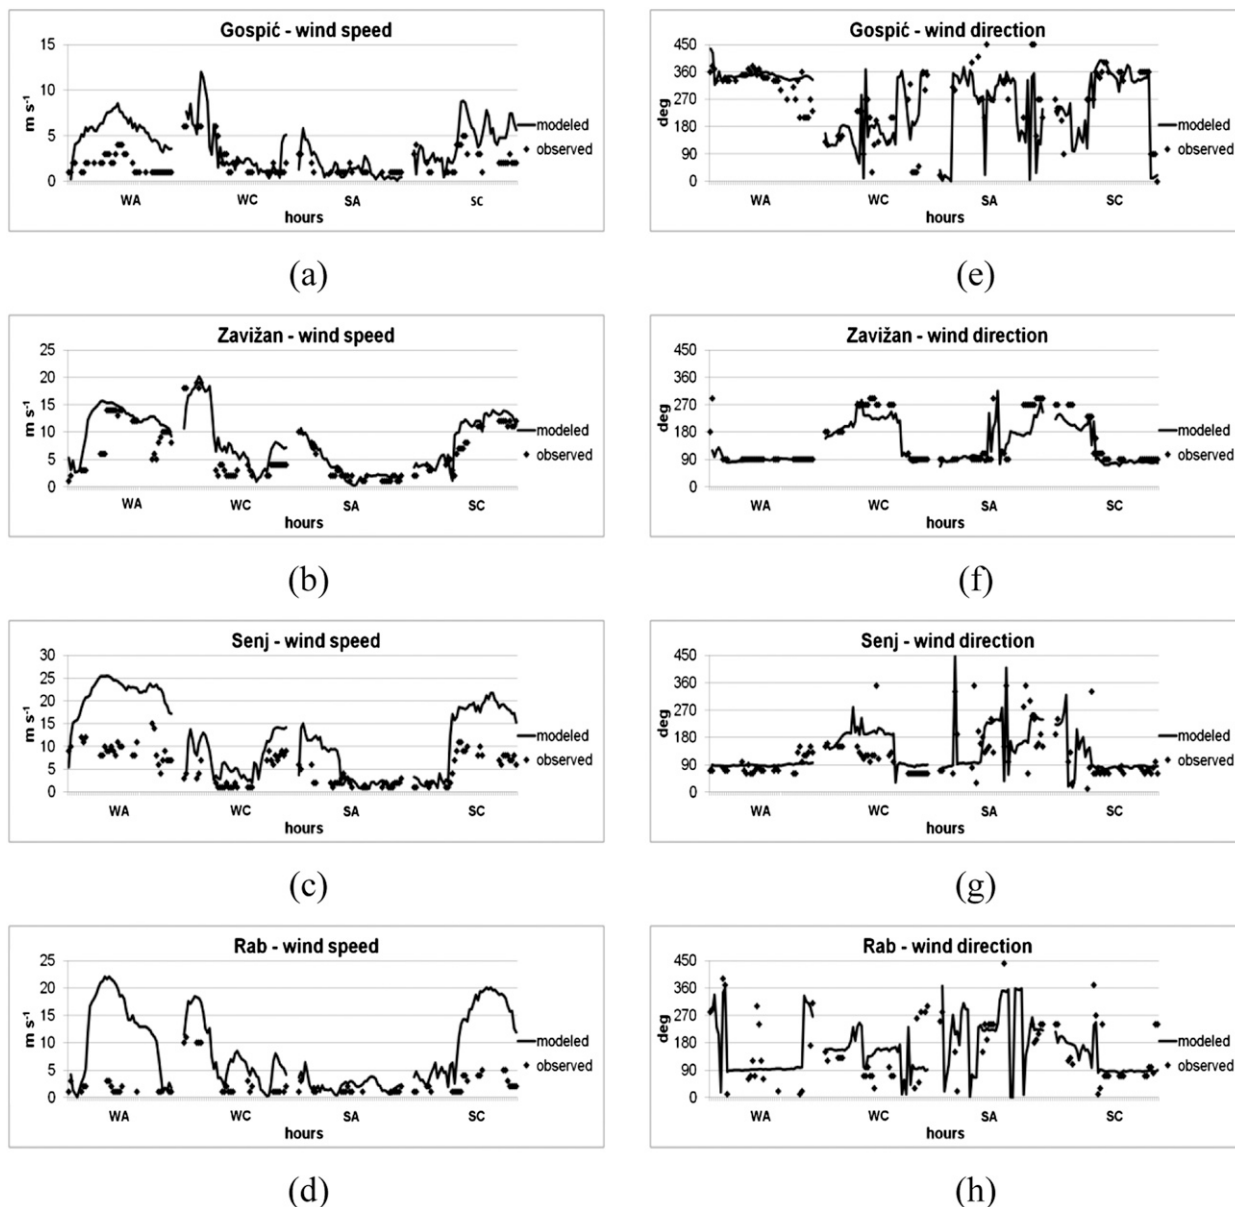 Gospić - wind speed
15
10
5
0
m s⁻¹
WA WC SA SC
hours
modeled
observed
(a)
Gospić - wind direction
450
360
270
180
90
0
deg
WA WC SA SC
hours
modeled
observed
(e)
Zavižan - wind speed
25
20
15
10
5
0
m s⁻¹
WA WC SA SC
hours
modeled
observed
(b)
Zavižan - wind direction
450
360
270
180
90
0
deg
WA WC SA SC
hours
modeled
observed
(f)
Senj - wind speed
30
25
20
15
10
5
0
m s⁻¹
WA WC SA SC
hours
modeled
observed
(c)
Senj - wind direction
450
360
270
180
90
0
deg
WA WC SA SC
hours
modeled
observed
(g)
Rab - wind speed
25
20
15
10
5
0
m s⁻¹
WA WC SA SC
hours
modeled
observed
(d)
Rab - wind direction
450
360
270
180
90
0
deg
WA WC SA SC
hours
modeled
observed
(h)